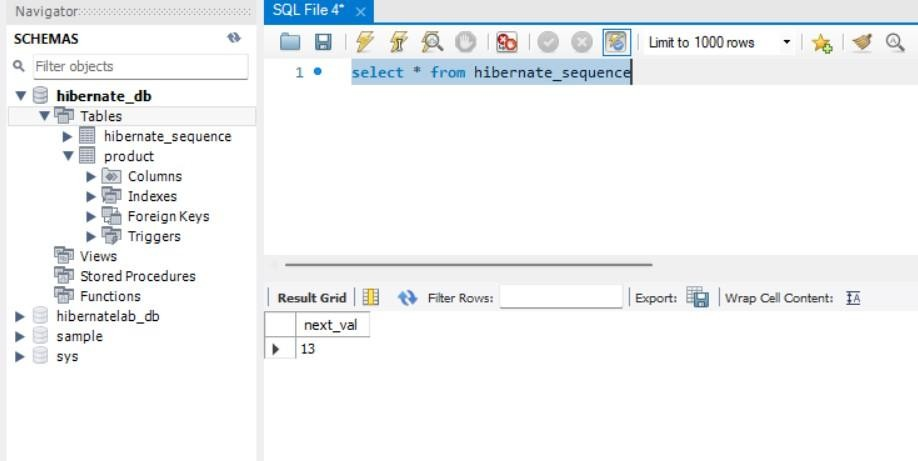 Navigator
SCHEMAS
Filter objects
hibernate_db
Tables
hibernate_sequence
product
Columns
Indexes
Foreign Keys
Triggers
Views
Stored Procedures
Functions
hibernatelab_db
sample
sys
SQL File 4*
Limit to 1000 rows
1 select * from hibernate_sequence
Result Grid Filter Rows: Export: Wrap Cell Content: IA
next_val
13